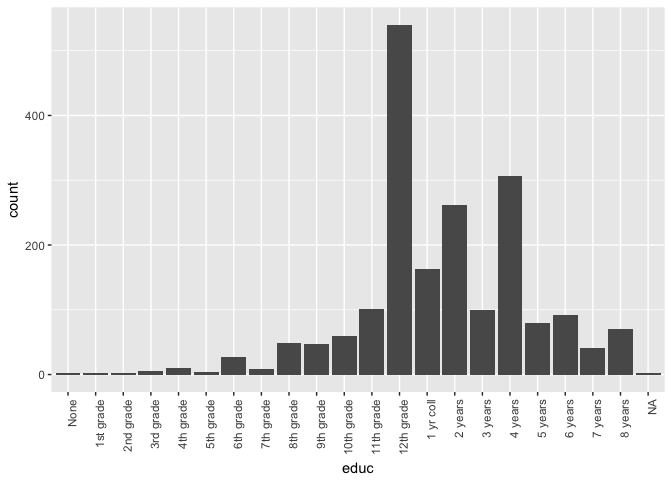 count
400
200
0
None
1st grade
2nd grade
3rd grade
4th grade
5th grade
6th grade
7th grade
8th grade
9th grade
10th grade
11th grade
12th grade
1 yr coll
2 years
3 years
4 years
5 years
6 years
7 years
8 years
NA
educ